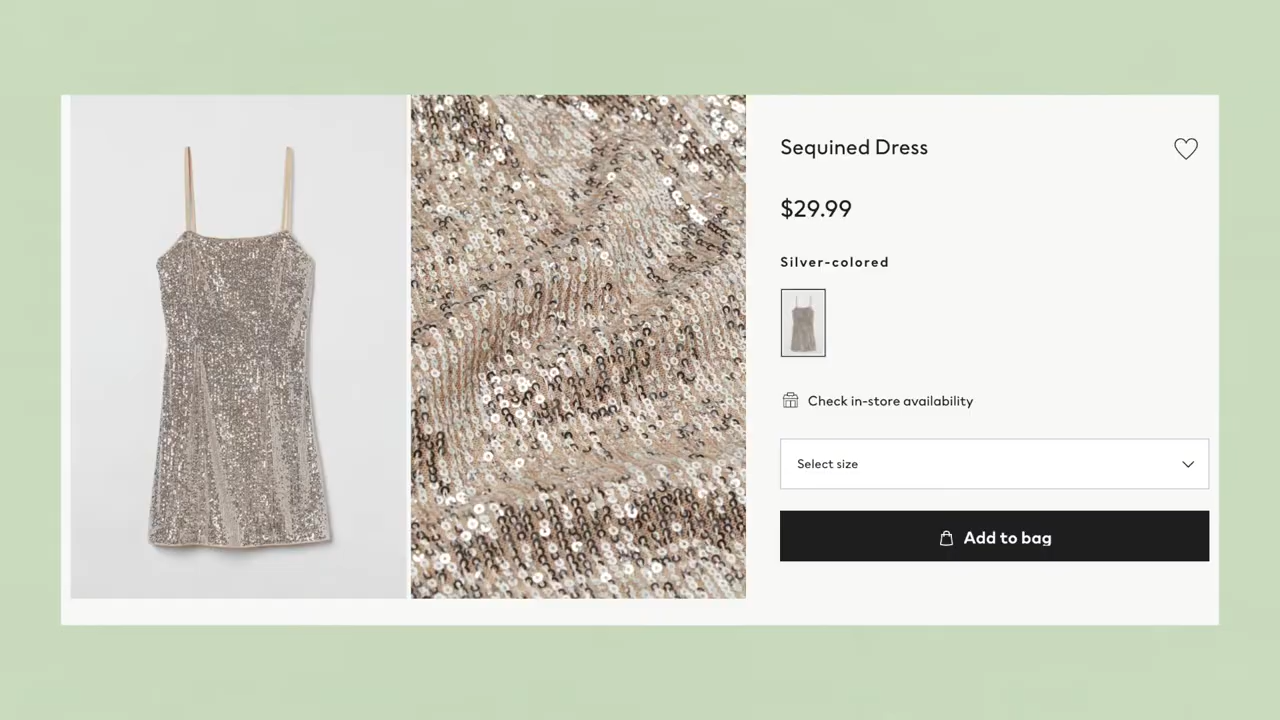 Sequined Dress
$29.99
Silver-colored
Check in-store availability
Select size
Add to bag